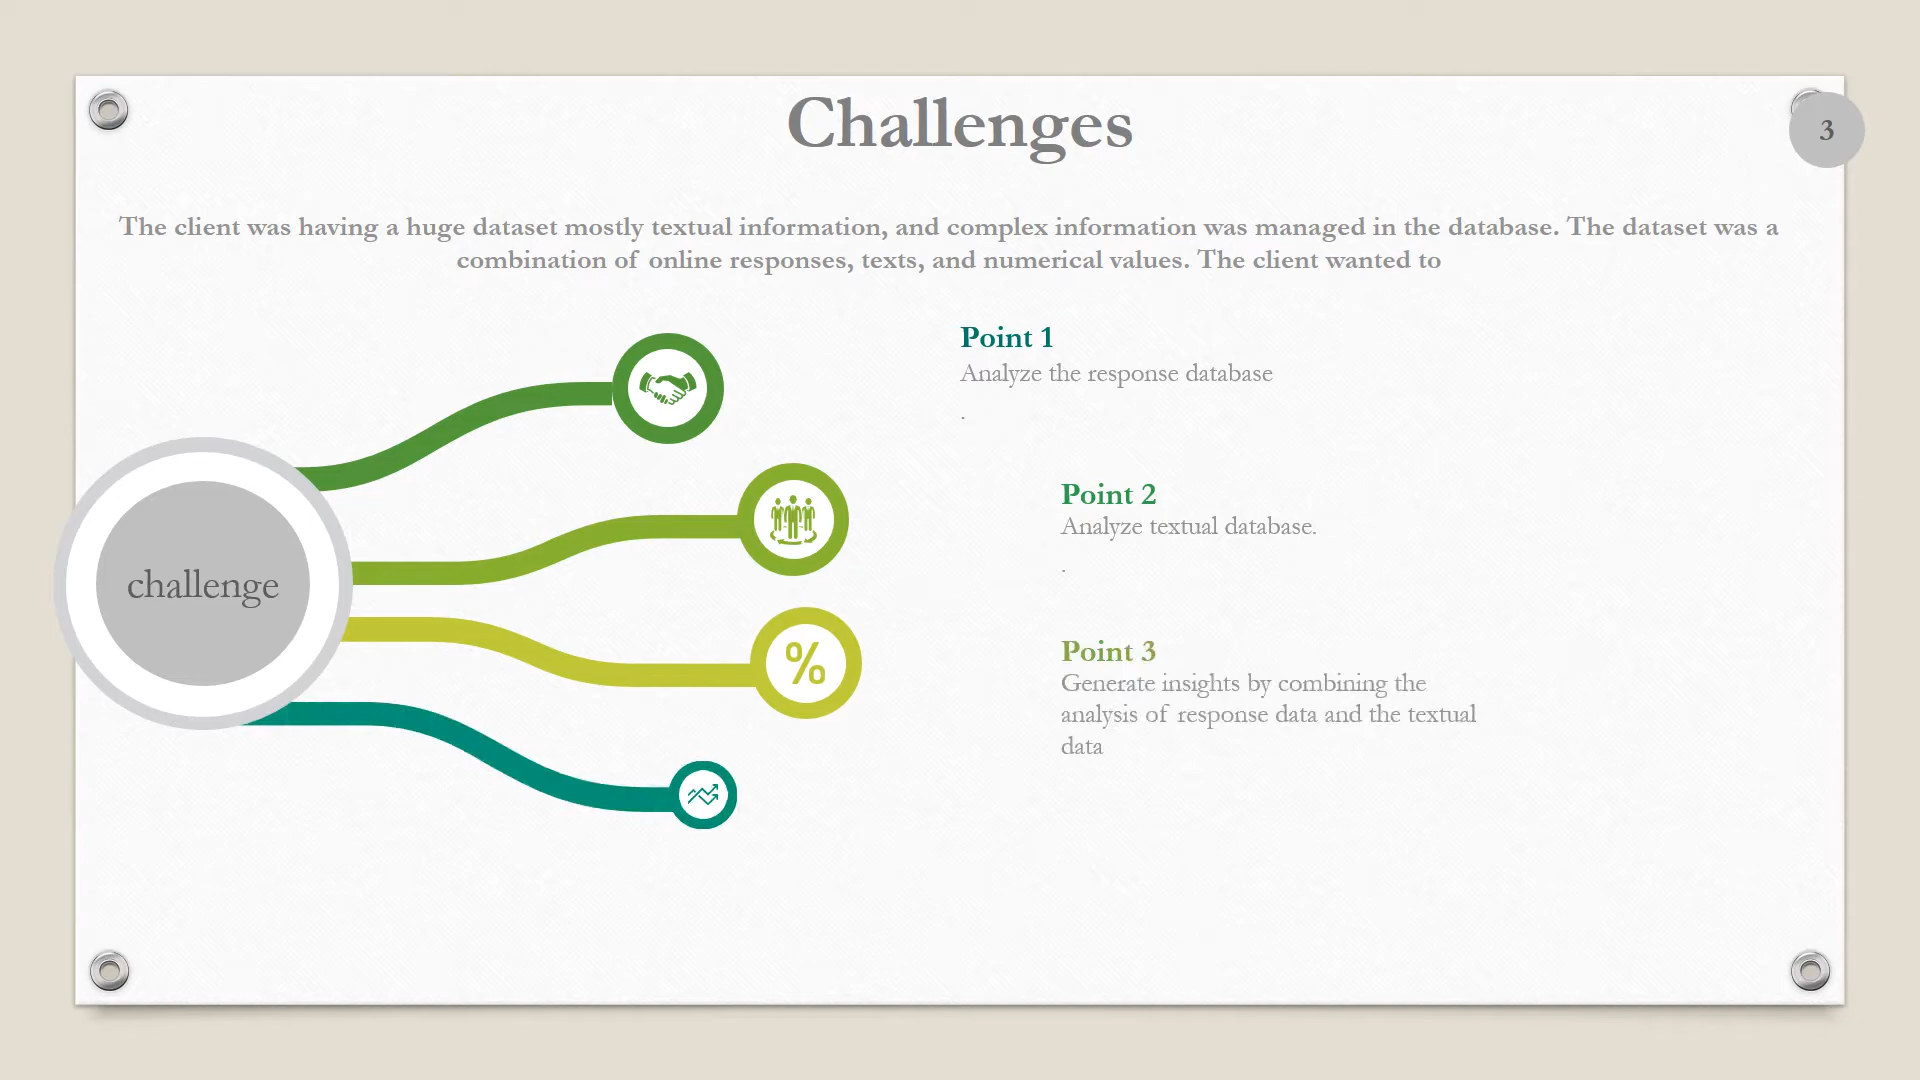 Challenges
3
The client was having a huge dataset mostly textual information, and complex information was managed in the database. The dataset was a
combination of online responses, texts, and numerical values. The client wanted to
Point 1
Analyze the response database
.
Point 2
Analyze textual database.
.
challenge
%
Point 3
Generate insights by combining the
analysis of response data and the textual
data